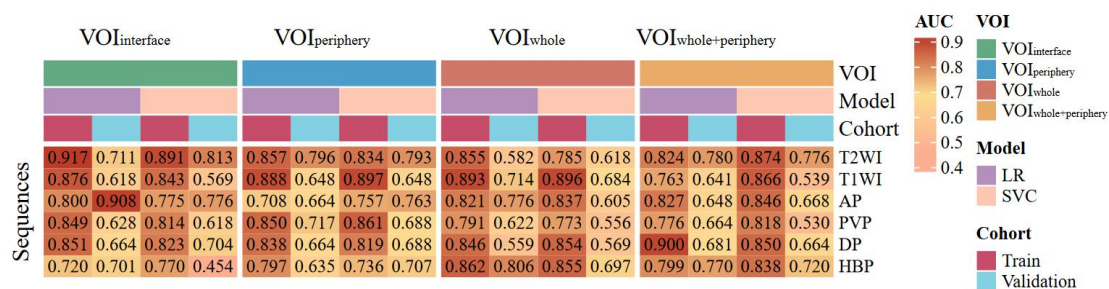 VOIinterface VOIperiphery VOIwhole VOIwhole+periphery
VOI
Model
Cohort
0.917 0.711 0.891 0.813 0.857 0.796 0.834 0.793 0.855 0.582 0.785 0.618 0.824 0.780 0.874 0.776 T2WI
0.876 0.618 0.843 0.569 0.888 0.648 0.897 0.648 0.893 0.714 0.896 0.684 0.763 0.641 0.866 0.539 T1WI
0.800 0.908 0.775 0.776 0.708 0.664 0.757 0.763 0.821 0.776 0.837 0.605 0.827 0.648 0.846 0.668 AP
0.849 0.628 0.814 0.618 0.850 0.717 0.861 0.688 0.791 0.622 0.773 0.556 0.776 0.664 0.818 0.530 PVP
0.851 0.664 0.823 0.704 0.838 0.664 0.819 0.688 0.846 0.559 0.854 0.569 0.900 0.681 0.850 0.664 DP
0.720 0.701 0.770 0.454 0.797 0.635 0.736 0.707 0.862 0.806 0.855 0.697 0.799 0.770 0.838 0.720 HBP
Sequences
AUC
0.9
0.8
0.7
0.6
0.5
0.4
VOI
VOIinterface
VOIperiphery
VOIwhole
VOIwhole+periphery
Model
LR
SVC
Cohort
Train
Validation